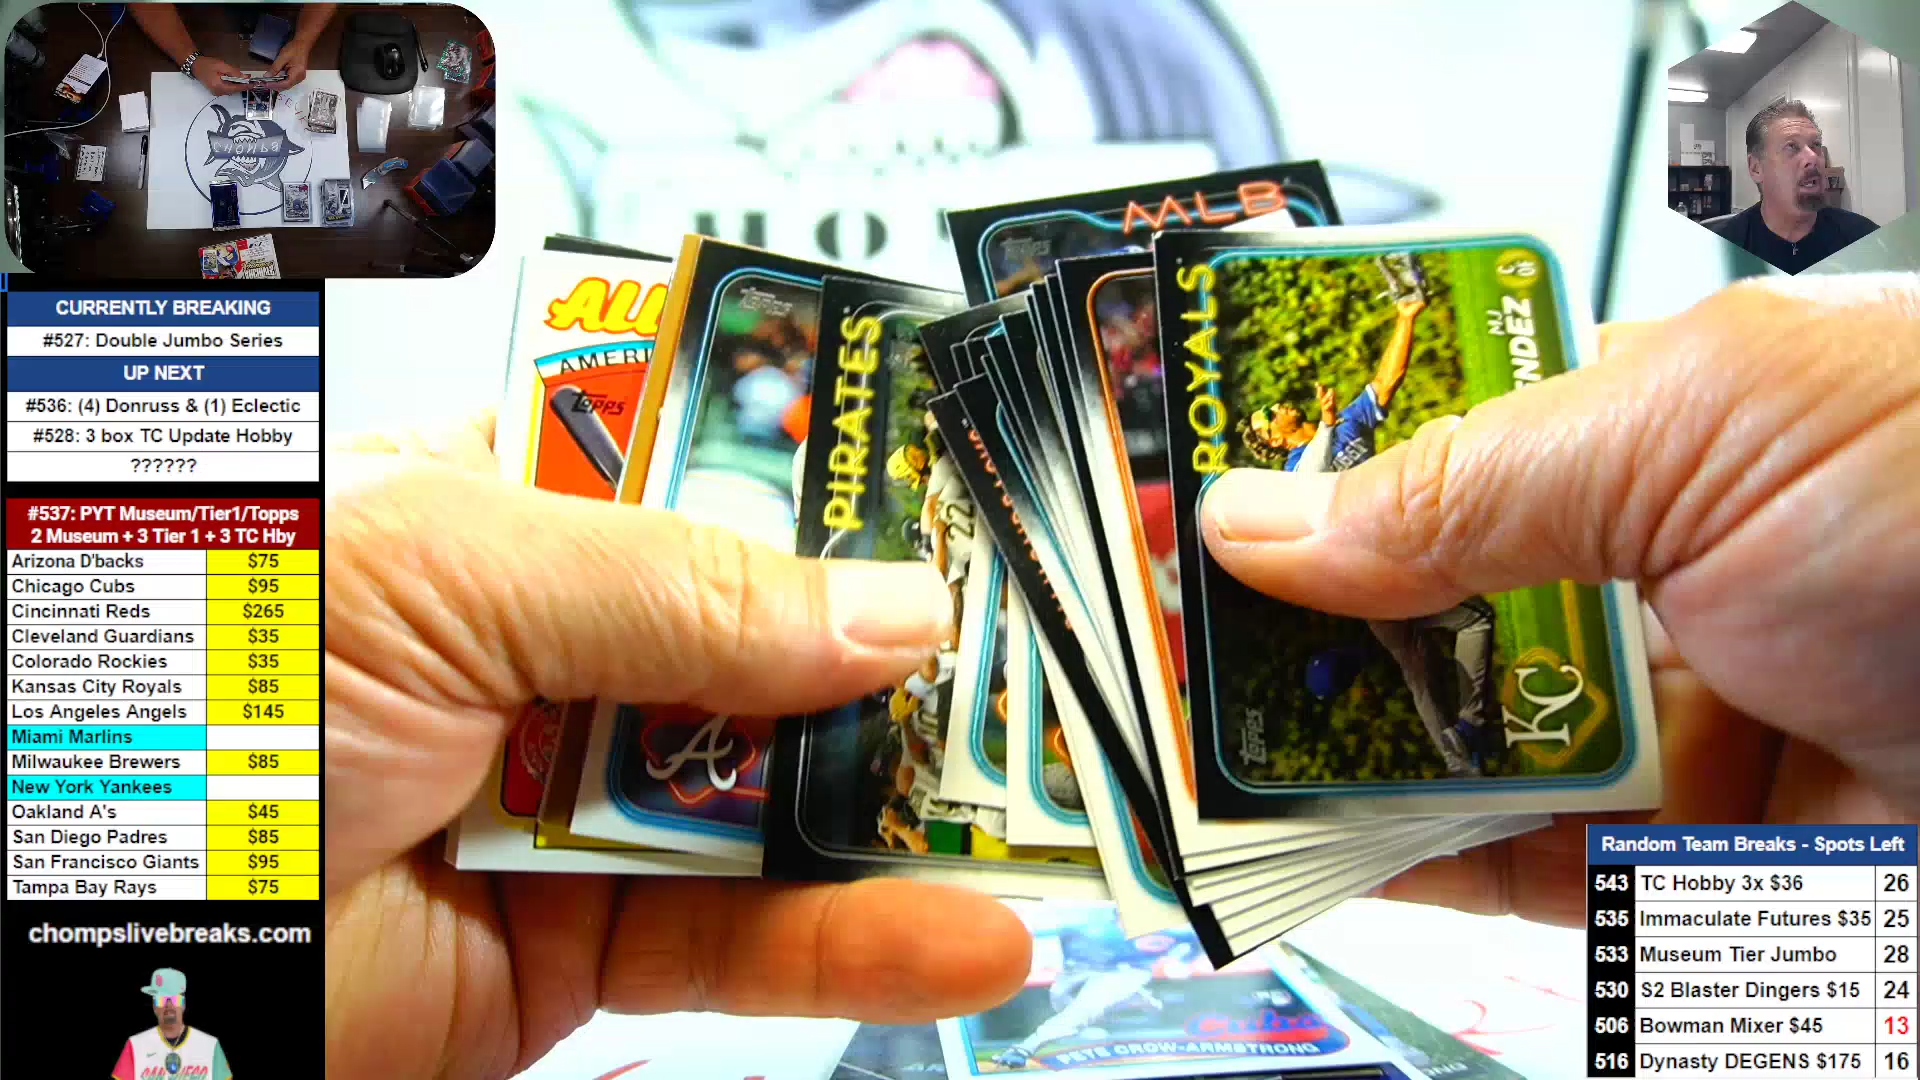 CURRENTLY BREAKING
#527: Double Jumbo Series
UP NEXT
#536: (4) Donruss & (1) Eclectic
#528: 3 box TC Update Hobby
??????
#537: PYT Museum/Tier1/Topps
2 Museum + 3 Tier 1 + 3 TC Hby
Arizona D'backs $75
Chicago Cubs $95
Cincinnati Reds $265
Cleveland Guardians $35
Colorado Rockies $35
Kansas City Royals $85
Los Angeles Angels $145
Miami Marlins
Milwaukee Brewers $85
New York Yankees
Oakland A's $45
San Diego Padres $85
San Francisco Giants $95
Tampa Bay Rays $75
chompslivebreaks.com
MLB
AMERI
Topps
PIRATES
22
A
ROYALS
MJ
OF
KC
Topps
Cubs
PETE CROW-ARMSTRONG
Random Team Breaks - Spots Left
543 TC Hobby 3x $36 26
535 Immaculate Futures $35 25
533 Museum Tier Jumbo 28
530 S2 Blaster Dingers $15 24
506 Bowman Mixer $45 13
516 Dynasty DEGENS $175 16